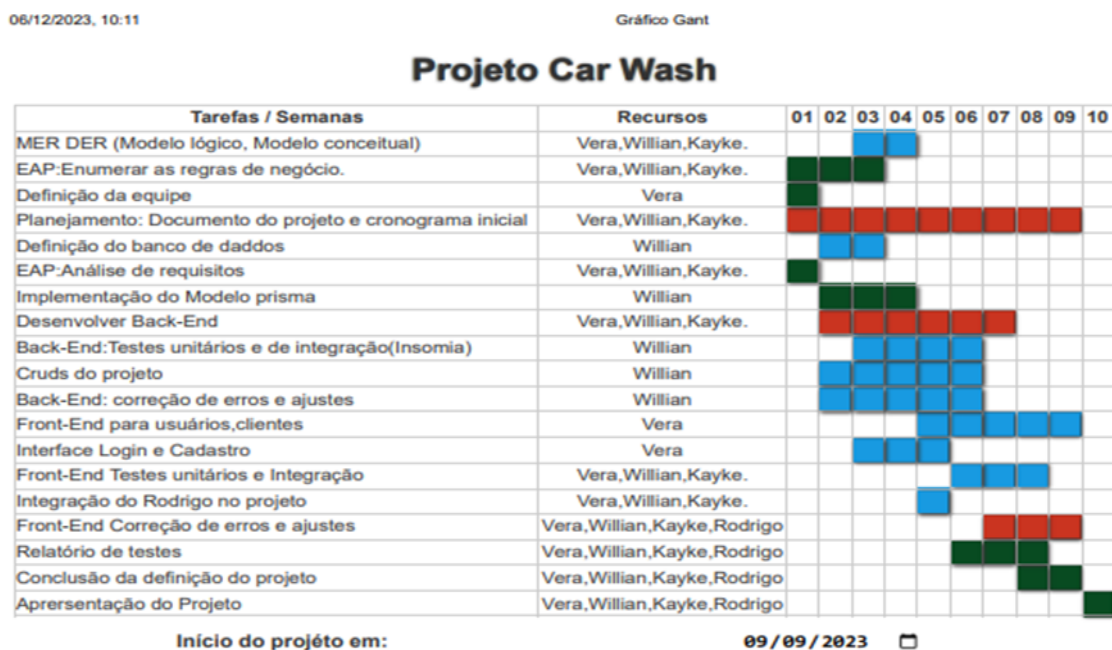 06/12/2023, 10:11 Gráfico Gant
Projeto Car Wash
Tarefas / Semanas Recursos 01 02 03 04 05 06 07 08 09 10
MER DER (Modelo lógico, Modelo conceitual) Vera,Willian,Kayke.
EAP:Enumerar as regras de negócio. Vera,Willian,Kayke.
Definição da equipe Vera
Planejamento: Documento do projeto e cronograma inicial Vera,Willian,Kayke.
Definição do banco de daddos Willian
EAP:Análise de requisitos Vera,Willian,Kayke.
Implementação do Modelo prisma Willian
Desenvolver Back-End Vera,Willian,Kayke.
Back-End:Testes unitários e de integração(Insomia) Willian
Cruds do projeto Willian
Back-End: correção de erros e ajustes Willian
Front-End para usuários,clientes Vera
Interface Login e Cadastro Vera
Front-End Testes unitários e Integração Vera,Willian,Kayke.
Integração do Rodrigo no projeto Vera,Willian,Kayke.
Front-End Correção de erros e ajustes Vera,Willian,Kayke,Rodrigo
Relatório de testes Vera,Willian,Kayke,Rodrigo
Conclusão da definição do projeto Vera,Willian,Kayke,Rodrigo
Aprersentação do Projeto Vera,Willian,Kayke,Rodrigo
Início do projéto em: 09/09/2023